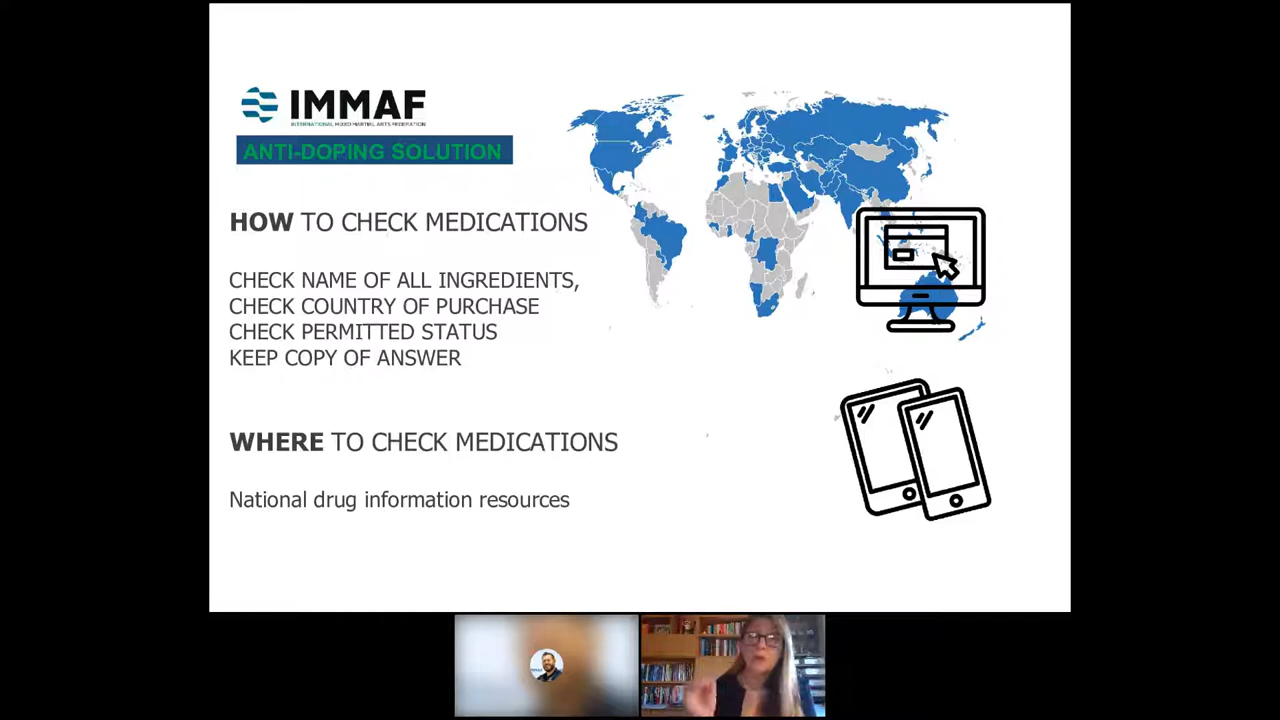 IMMAF
INTERNATIONAL MIXED MARTIAL ARTS FEDERATION
ANTI-DOPING SOLUTION
HOW TO CHECK MEDICATIONS
CHECK NAME OF ALL INGREDIENTS,
CHECK COUNTRY OF PURCHASE
CHECK PERMITTED STATUS
KEEP COPY OF ANSWER
WHERE TO CHECK MEDICATIONS
National drug information resources